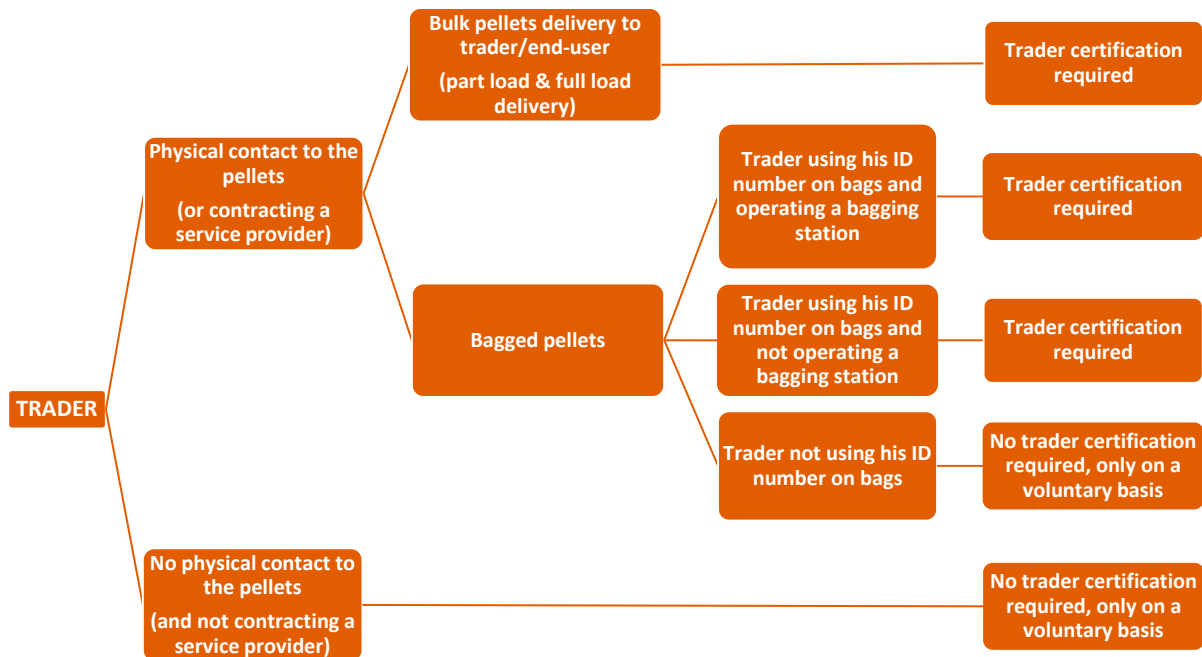 Bulk pellets delivery to
trader/end-user
(part load & full load
delivery)
Trader certification
required
Physical contact to the
pellets
(or contracting a
service provider)
Trader using his ID
number on bags and
operating a bagging
station
Trader certification
required
Bagged pellets
Trader using his ID
number on bags and
not operating a
bagging station
Trader certification
required
TRADER
Trader not using his ID
number on bags
No trader certification
required, only on a
voluntary basis
No physical contact to
the pellets
(and not contracting a
service provider)
No trader certification
required, only on a
voluntary basis